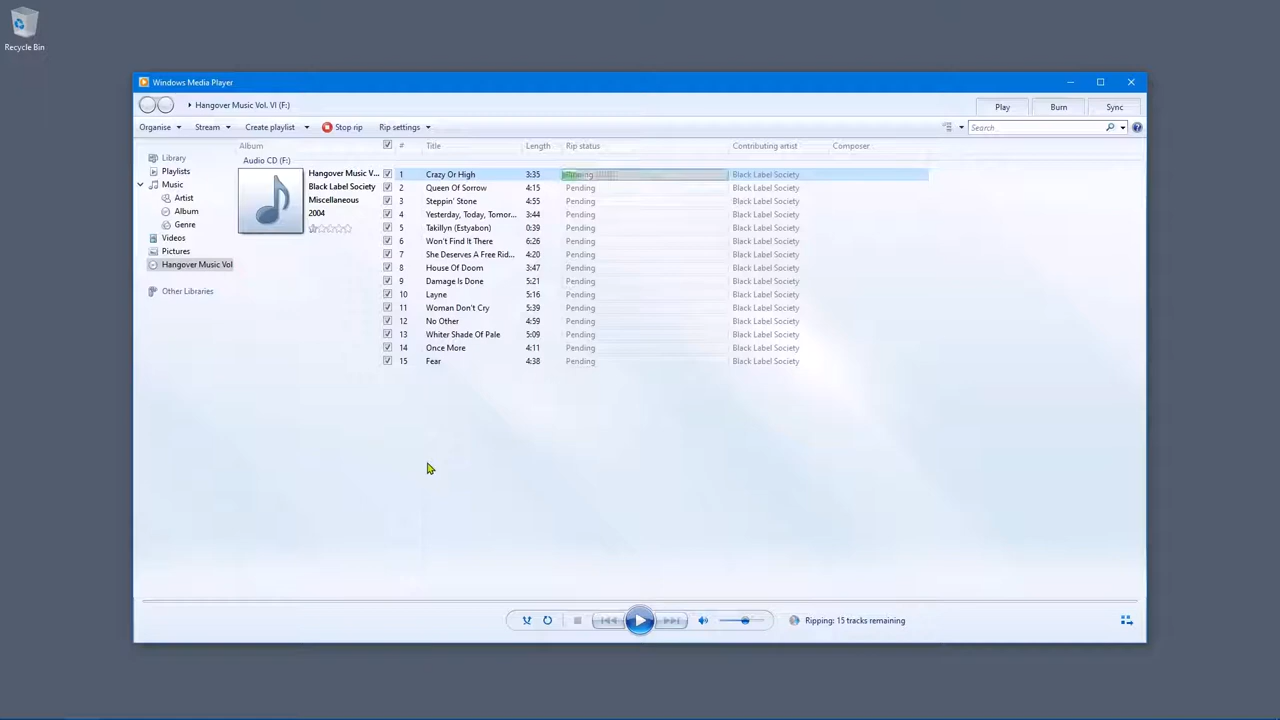 Recycle Bin
Windows Media Player
Hangover Music Vol. VI (F:)
Play Burn Sync
Organise Stream Create playlist Stop rip Rip settings Search...
Album # Title Length Rip status Contributing artist Composer
Library
Playlists
Music
Artist
Album
Genre
Videos
Pictures
Hangover Music Vol
Other Libraries
Audio CD (F:)
Hangover Music V...
Black Label Society
Miscellaneous
2004
1 Crazy Or High 3:35 Black Label Society
2 Queen Of Sorrow 4:15 Pending Black Label Society
3 Steppin' Stone 4:55 Pending Black Label Society
4 Yesterday, Today, Tomor... 3:44 Pending Black Label Society
5 Takillyn (Estyabon) 0:39 Pending Black Label Society
6 Won't Find It There 6:26 Pending Black Label Society
7 She Deserves A Free Rid... 4:20 Pending Black Label Society
8 House Of Doom 3:47 Pending Black Label Society
9 Damage Is Done 5:21 Pending Black Label Society
10 Layne 5:16 Pending Black Label Society
11 Woman Don't Cry 5:39 Pending Black Label Society
12 No Other 4:59 Pending Black Label Society
13 Whiter Shade Of Pale 5:09 Pending Black Label Society
14 Once More 4:11 Pending Black Label Society
15 Fear 4:38 Pending Black Label Society
Ripping: 15 tracks remaining